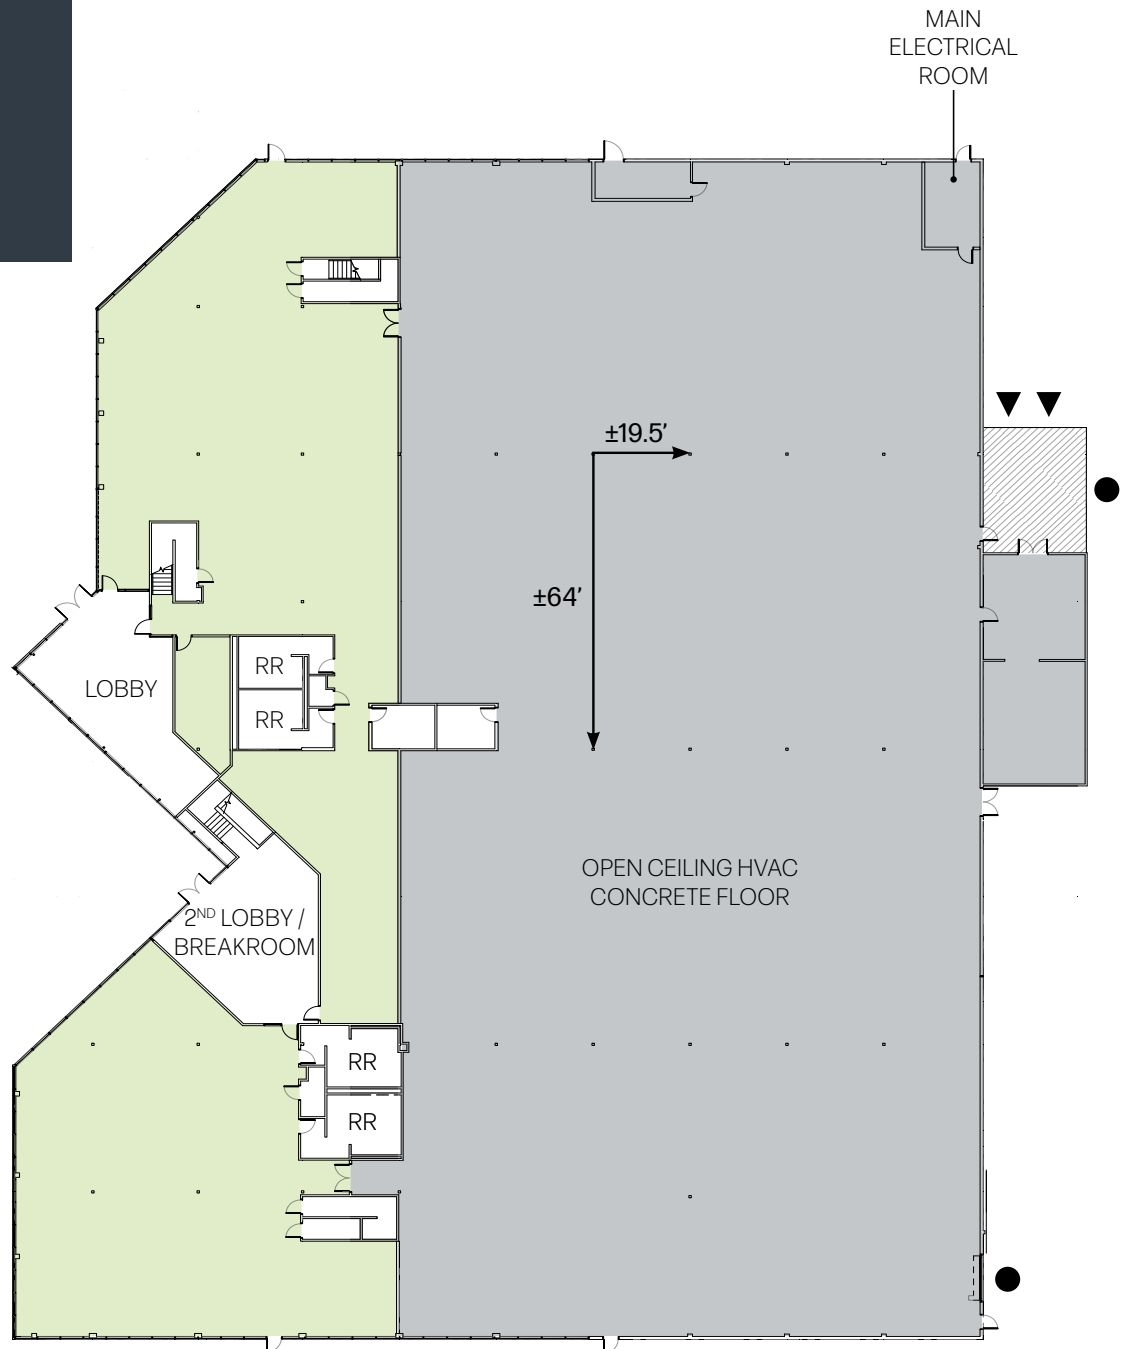 MAIN
ELECTRICAL
ROOM
±19.5’
±64’
RR
LOBBY
RR
OPEN CEILING HVAC
CONCRETE FLOOR
2ND LOBBY /
BREAKROOM
RR
RR